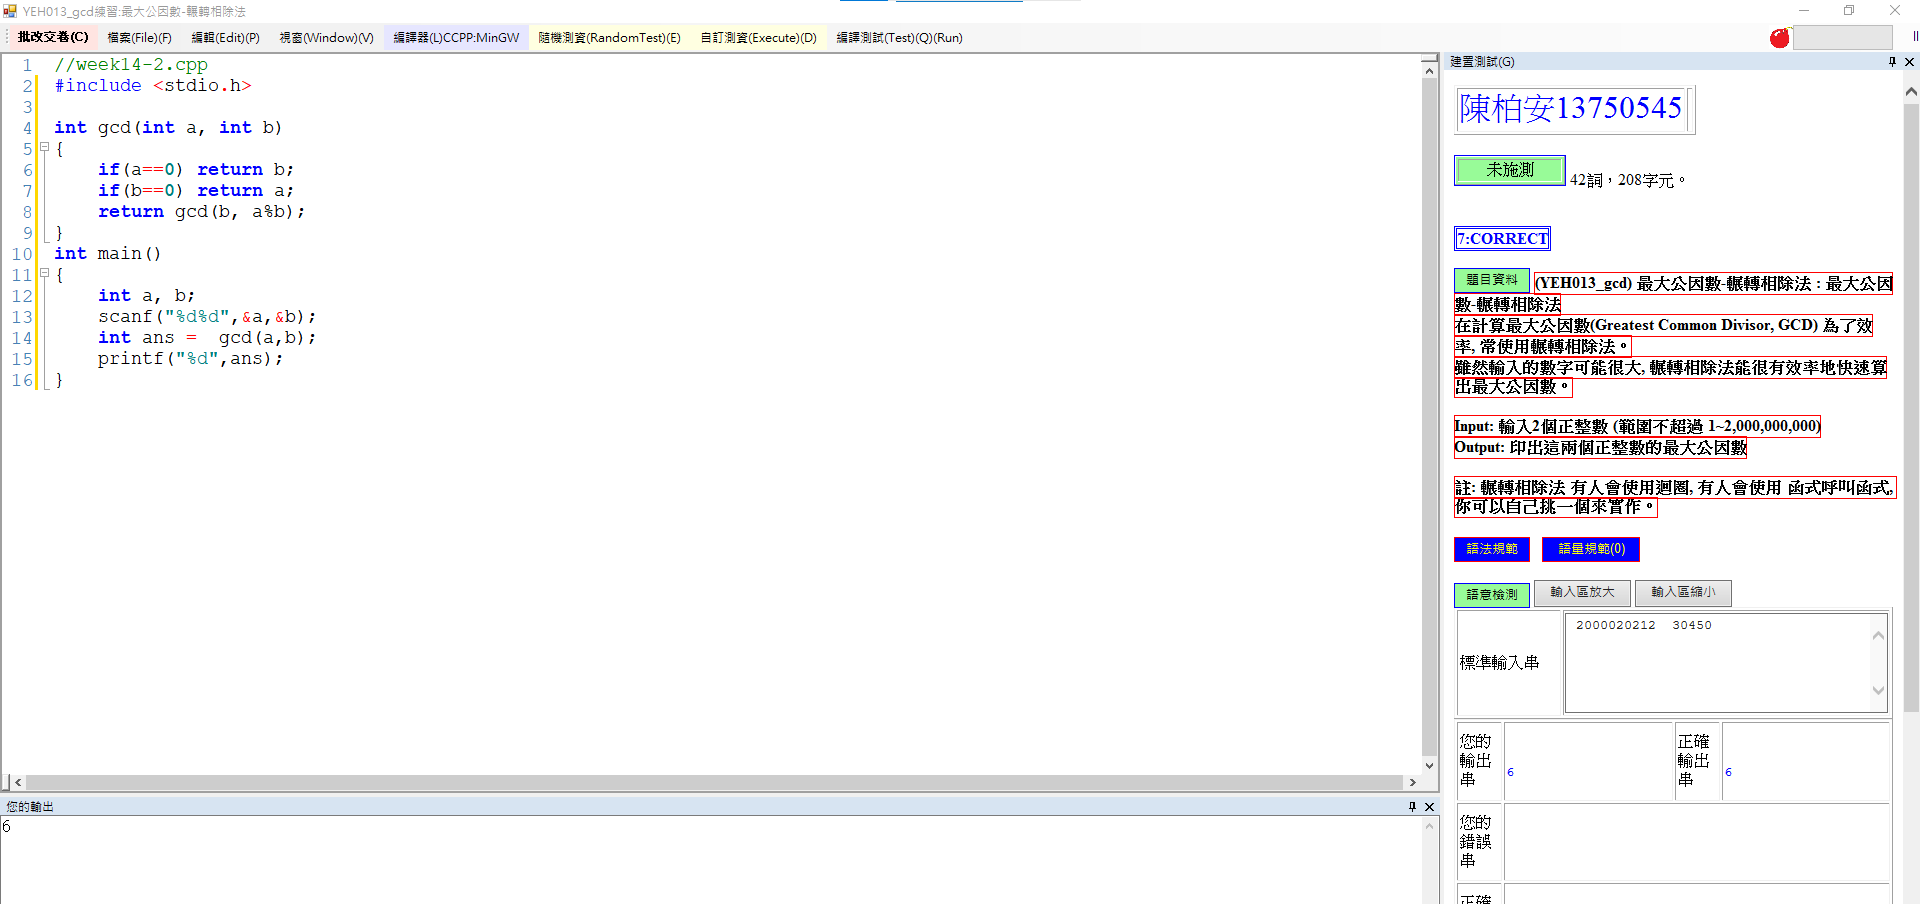 YEH013_gcd練習:最大公因數-輾轉相除法
批改交卷(C) 檔案(File)(F) 編輯(Edit)(P) 視窗(Window)(V) 編譯器(L)CCPP:MinGW 隨機測資(RandomTest)(E) 自訂測資(Execute)(D) 編譯測試(Test)(Q)(Run)
1 //week14-2.cpp
2 #include <stdio.h>
3
4 int gcd(int a, int b)
5 {
6     if(a==0) return b;
7     if(b==0) return a;
8     return gcd(b, a%b);
9 }
10 int main()
11 {
12     int a, b;
13     scanf("%d%d",&a,&b);
14     int ans =  gcd(a,b);
15     printf("%d",ans);
16 }
您的輸出
6
建置測試(G)
陳柏安13750545
未施測 42詞，208字元。
7:CORRECT
題目資料 (YEH013_gcd) 最大公因數-輾轉相除法 : 最大公因
數-輾轉相除法
在計算最大公因數(Greatest Common Divisor, GCD) 為了效
率, 常使用輾轉相除法。
雖然輸入的數字可能很大, 輾轉相除法能很有效率地快速算
出最大公因數。
Input: 輸入2個正整數 (範圍不超過 1~2,000,000,000)
Output: 印出這兩個正整數的最大公因數
註: 輾轉相除法 有人會使用迴圈, 有人會使用 函式呼叫函式,
你可以自己挑一個來實作。
語法規範 語量規範(0)
語意檢測 輸入區放大 輸入區縮小
標準輸入串 2000020212  30450
您的輸出串 6 正確輸出串 6
您的錯誤串
正確